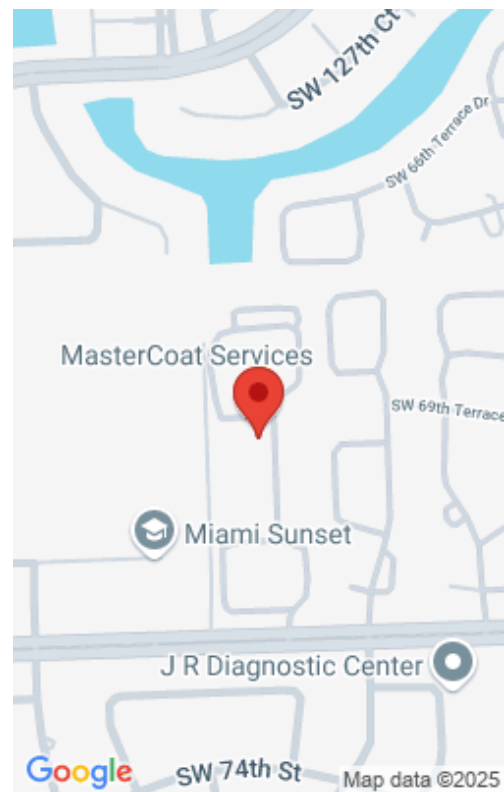 SW 127th Ct
SW 66th Terrace Dr
MasterCoat Services
SW 69th Terrace
Miami Sunset
J R Diagnostic Center
SW 74th St
Google
Map data ©2025